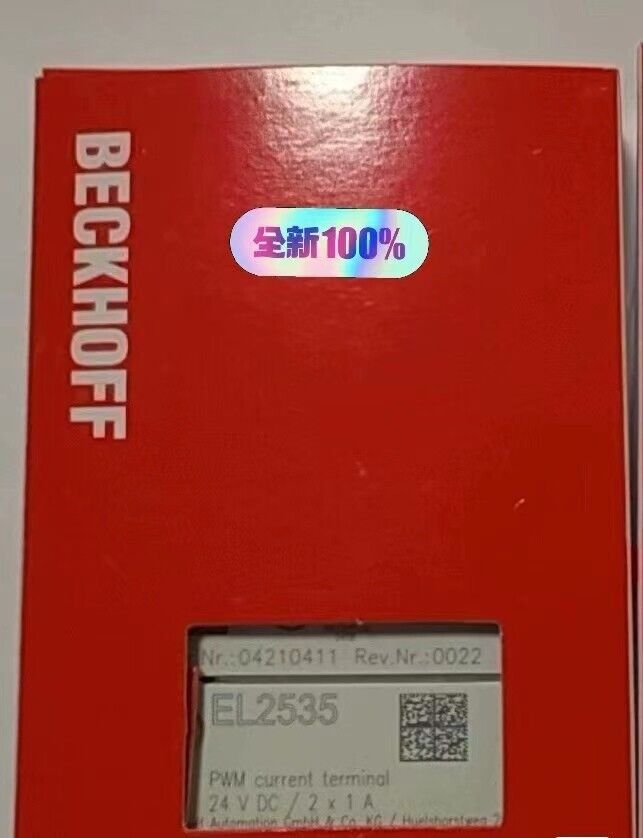 BECKHOFF
全新100%
Nr.:04210411 Rev.Nr.:0022
EL2535
PWM current terminal
24 V DC / 2 x 1 A
Automation GmbH & Co. KG / Huelshorstweg 2